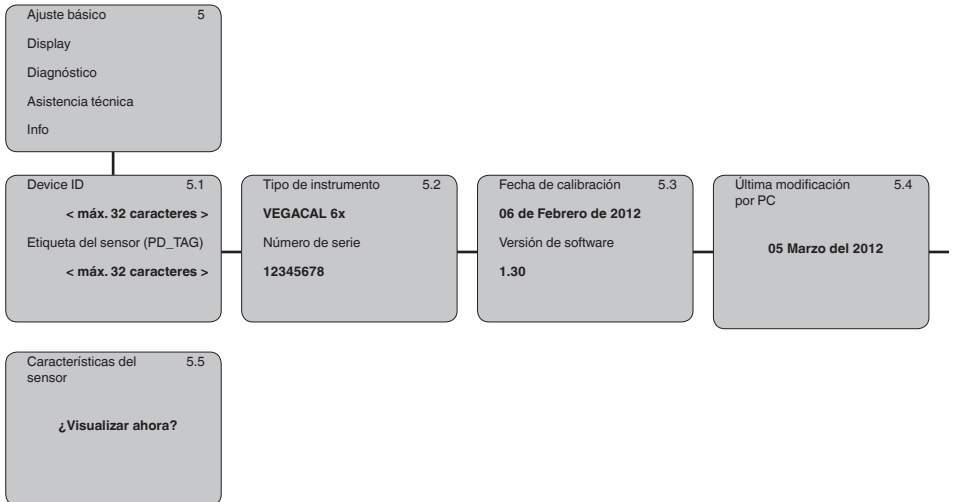 Ajuste básico 5
Display
Diagnóstico
Asistencia técnica
Info
Device ID 5.1
< máx. 32 caracteres >
Etiqueta del sensor (PD_TAG)
< máx. 32 caracteres >
Tipo de instrumento 5.2
VEGACAL 6x
Número de serie
12345678
Fecha de calibración 5.3
06 de Febrero de 2012
Versión de software
1.30
Última modificación 5.4
por PC
05 Marzo del 2012
Características del 5.5
sensor
¿Visualizar ahora?